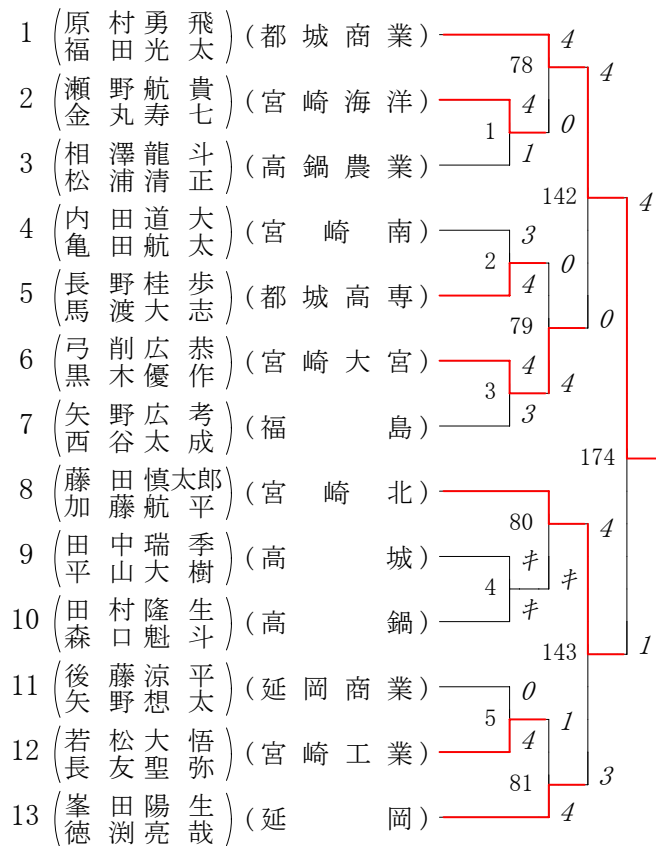 1 原村勇飛 福田光太 (都城商業)
2 瀬野航貴 金丸寿七 (宮崎海洋)
3 相澤龍斗 松浦清正 (高鍋農業)
4 内田道大 亀田航太 (宮崎南)
5 長野桂歩 馬渡大志 (都城高専)
6 弓削広恭 黒木優作 (宮崎大宮)
7 矢野広考 西谷太成 (福島)
8 藤田慎太郎 加藤航平 (宮崎北)
9 田中瑞季 平山大樹 (高城)
10 田村隆生 森口魁斗 (高鍋)
11 後藤涼平 矢野想太 (延岡商業)
12 若松大悟 長友聖弥 (宮崎工業)
13 峯田陽生 徳渕亮哉 (延岡)
4
78
4
4
0
1
1
142
4
3
2
0
4
79
0
4
4
3
3
174
80
4
キ
4
キ
キ
143
1
0
5
1
4
81
3
4